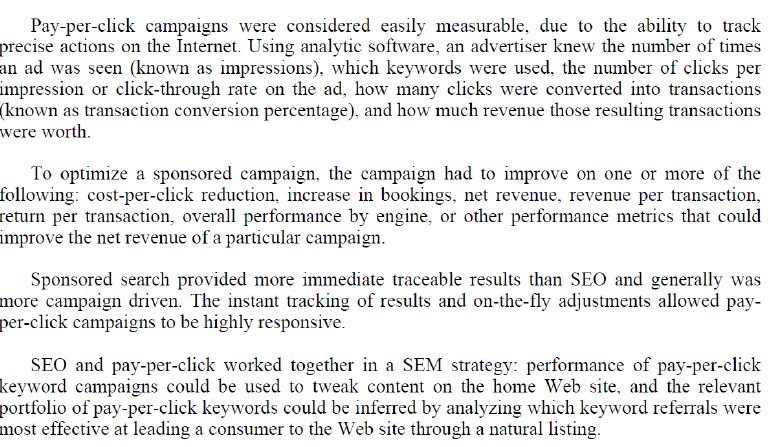 Pay-per-click campaigns were considered easily measurable, due to the ability to track
precise actions on the Internet. Using analytic software, an advertiser knew the number of times
an ad was seen (known as impressions), which keywords were used, the number of clicks per
impression or click-through rate on the ad, how many clicks were converted into transactions
(known as transaction conversion percentage), and how much revenue those resulting transactions
were worth.
To optimize a sponsored campaign, the campaign had to improve on one or more of the
following: cost-per-click reduction, increase in bookings, net revenue, revenue per transaction,
return per transaction, overall performance by engine, or other performance metrics that could
improve the net revenue of a particular campaign.
Sponsored search provided more immediate traceable results than SEO and generally was
more campaign driven. The instant tracking of results and on-the-fly adjustments allowed pay-
per-click campaigns to be highly responsive.
SEO and pay-per-click worked together in a SEM strategy: performance of pay-per-click
keyword campaigns could be used to tweak content on the home Web site, and the relevant
portfolio of pay-per-click keywords could be inferred by analyzing which keyword referrals were
most effective at leading a consumer to the Web site through a natural listing.